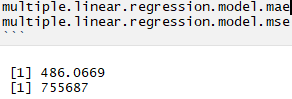 multiple.linear.regression.model.mae
multiple.linear.regression.model.mse
```
[1] 486.0669
[1] 755687